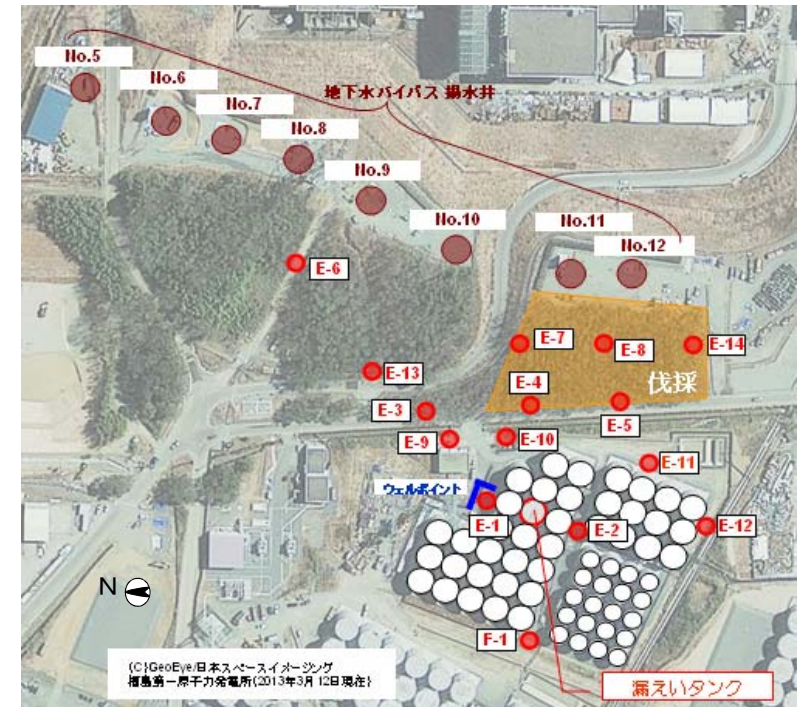 No.5
No.6
No.7
No.8
地下水バイパス 揚水井
No.9
No.10
No.11
No.12
E-6
E-7
E-8
E-14
E-13
伐採
E-4
E-3
E-5
E-9
E-10
E-11
ウェルポイント
E-1
E-2
E-12
N
F-1
(C)GeoEye/日本スペースイメージング
福島第一原子力発電所(2013年3月12日現在)
漏えいタンク